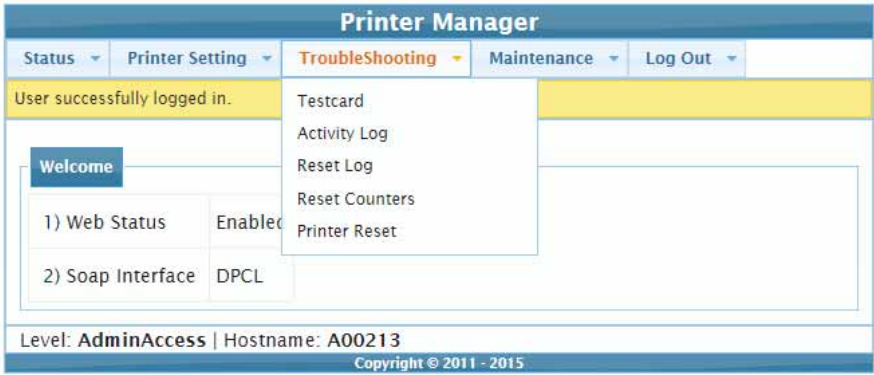 Printer Manager
Status Printer Setting TroubleShooting Maintenance Log Out
User successfully logged in.
Testcard
Activity Log
Reset Log
Reset Counters
Printer Reset
Welcome
1) Web Status Enabled
2) Soap Interface DPCL
Level: AdminAccess | Hostname: A00213
Copyright © 2011 - 2015